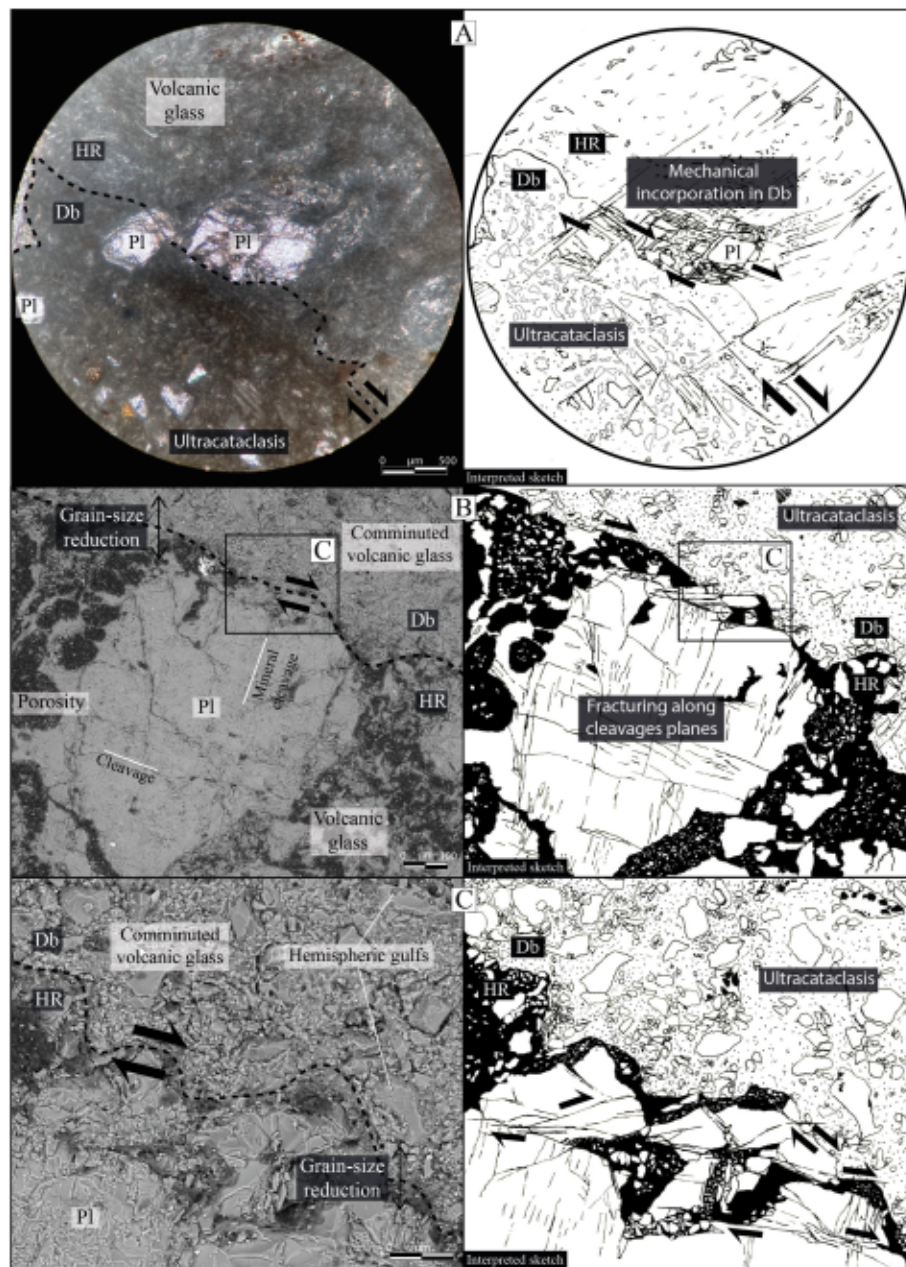 A
Volcanic
glass
HR
Db
Pl
Pl
Pl
Ultracataclasis
0 µm 500
HR
Db
Mechanical
incorporation in Db
Pl
Ultracataclasis
Interpreted sketch
B
Grain-size
reduction
C
Comminuted
volcanic glass
Db
Mineral
cleavage
HR
Porosity
Pl
Cleavage
Volcanic
glass
Ultracataclasis
C
Db
HR
Fracturing along
cleavages planes
Interpreted sketch
C
Db
Comminuted
volcanic glass
Hemispheric gulfs
HR
Grain-size
reduction
Pl
Db
HR
Ultracataclasis
Interpreted sketch